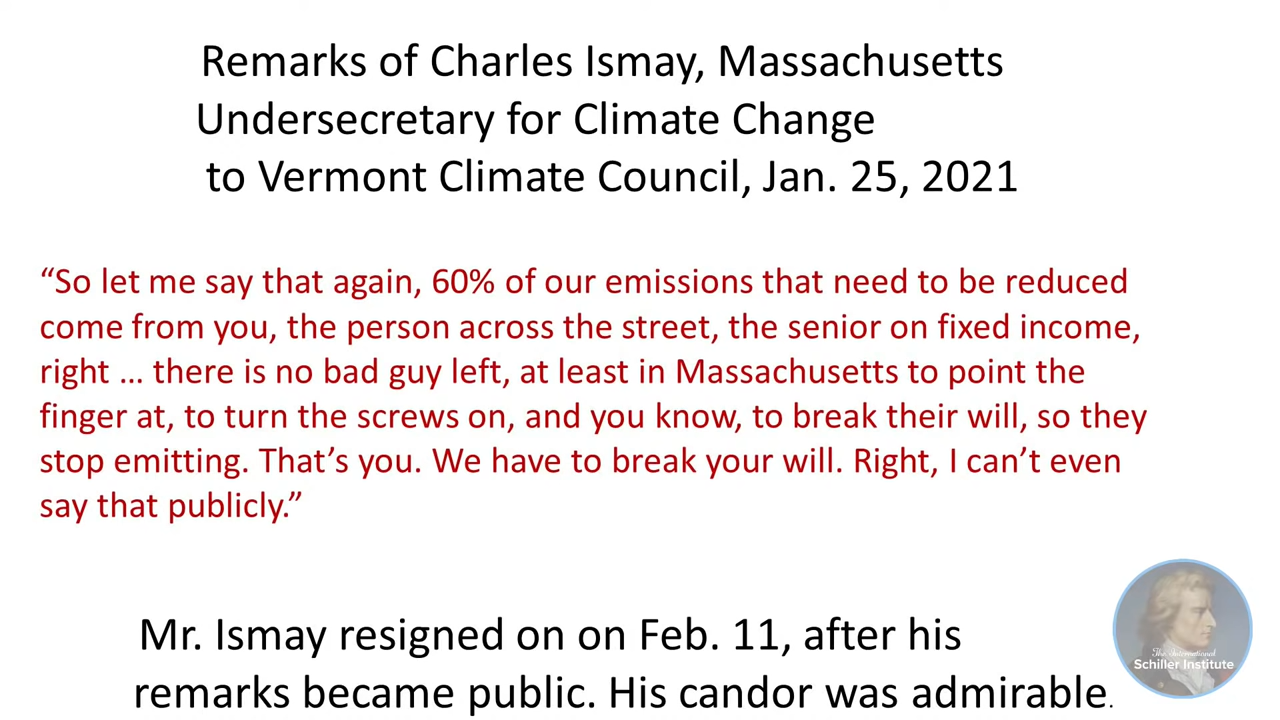 Remarks of Charles Ismay, Massachusetts
Undersecretary for Climate Change
to Vermont Climate Council, Jan. 25, 2021
“So let me say that again, 60% of our emissions that need to be reduced
come from you, the person across the street, the senior on fixed income,
right … there is no bad guy left, at least in Massachusetts to point the
finger at, to turn the screws on, and you know, to break their will, so they
stop emitting. That’s you. We have to break your will. Right, I can’t even
say that publicly.”
Mr. Ismay resigned on on Feb. 11, after his
remarks became public. His candor was admirable.
The International
Schiller Institute